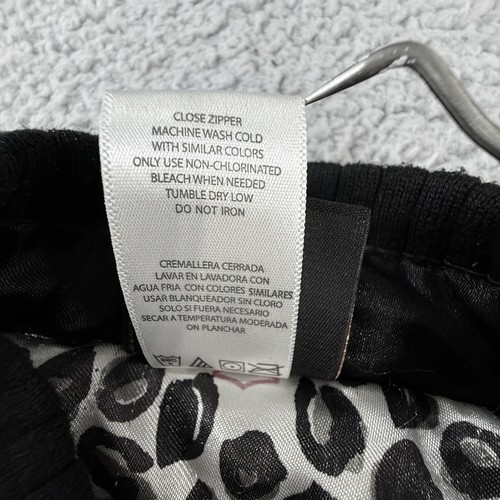 CLOSE ZIPPER
MACHINE WASH COLD
WITH SIMILAR COLORS
ONLY USE NON-CHLORINATED
BLEACH WHEN NEEDED
TUMBLE DRY LOW
DO NOT IRON
CREMALLERA CERRADA
LAVAR EN LAVADORA CON
AGUA FRIA CON COLORES SIMILARES
USAR BLANQUEADOR SIN CLORO
SOLO SI FUERA NECESARIO
SECAR A TEMPERATURA MODERADA
ON PLANCHAR